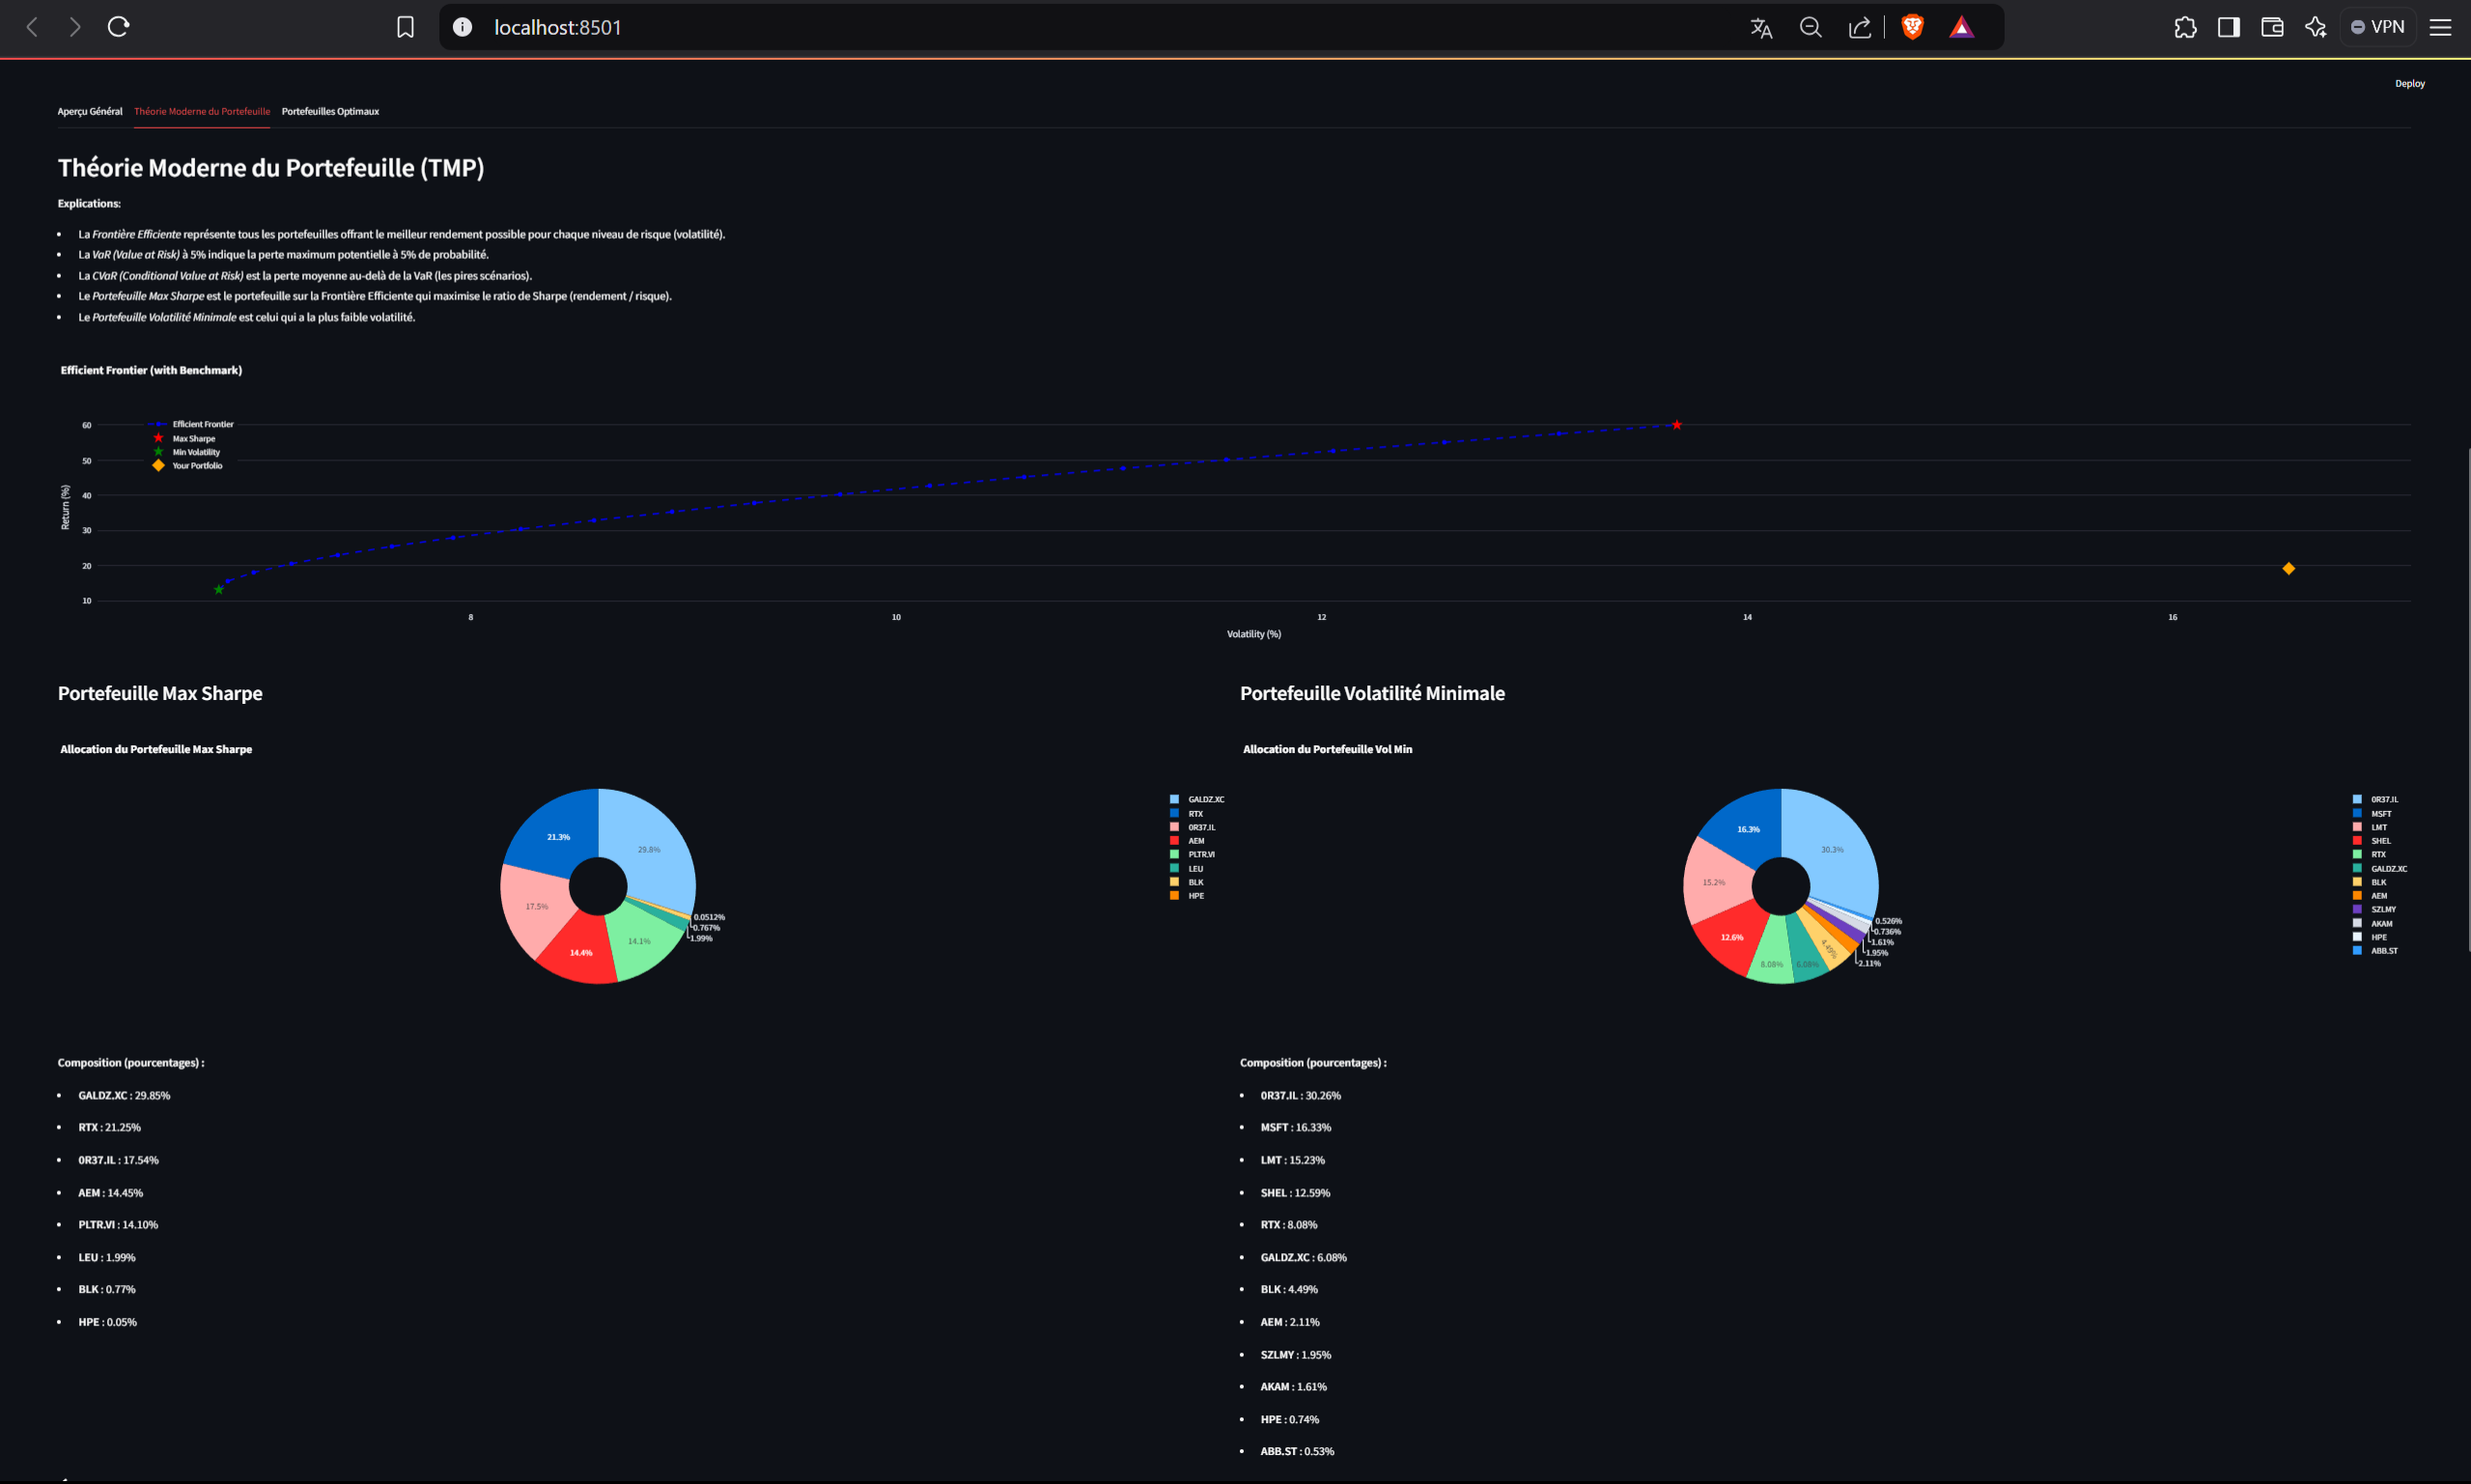 localhost:8501
VPN
Deploy
Aperçu Général Théorie Moderne du Portefeuille Portefeuilles Optimaux
Théorie Moderne du Portefeuille (TMP)
Explications:
La Frontière Efficiente représente tous les portefeuilles offrant le meilleur rendement possible pour chaque niveau de risque (volatilité).
La VaR (Value at Risk) à 5% indique la perte maximum potentielle à 5% de probabilité.
La CVaR (Conditional Value at Risk) est la perte moyenne au-delà de la VaR (les pires scénarios).
Le Portefeuille Max Sharpe est le portefeuille sur la Frontière Efficiente qui maximise le ratio de Sharpe (rendement / risque).
Le Portefeuille Volatilité Minimale est celui qui a la plus faible volatilité.
Efficient Frontier (with Benchmark)
Efficient Frontier
Max Sharpe
Min Volatility
Your Portfolio
Return (%)
60
50
40
30
20
10
8 10 12 14 16
Volatility (%)
Portefeuille Max Sharpe
Allocation du Portefeuille Max Sharpe
29.8%
21.3%
17.5%
14.4%
14.1%
0.0512%
0.767%
1.99%
GALDZ.XC
RTX
0R37.IL
AEM
PLTR.VI
LEU
BLK
HPE
Composition (pourcentages) :
GALDZ.XC : 29.85%
RTX : 21.25%
0R37.IL : 17.54%
AEM : 14.45%
PLTR.VI : 14.10%
LEU : 1.99%
BLK : 0.77%
HPE : 0.05%
Portefeuille Volatilité Minimale
Allocation du Portefeuille Vol Min
30.3%
16.3%
15.2%
12.6%
8.08%
6.08%
4.49%
0.526%
0.736%
1.61%
1.95%
2.11%
0R37.IL
MSFT
LMT
SHEL
RTX
GALDZ.XC
BLK
AEM
SZLMY
AKAM
HPE
ABB.ST
Composition (pourcentages) :
0R37.IL : 30.26%
MSFT : 16.33%
LMT : 15.23%
SHEL : 12.59%
RTX : 8.08%
GALDZ.XC : 6.08%
BLK : 4.49%
AEM : 2.11%
SZLMY : 1.95%
AKAM : 1.61%
HPE : 0.74%
ABB.ST : 0.53%